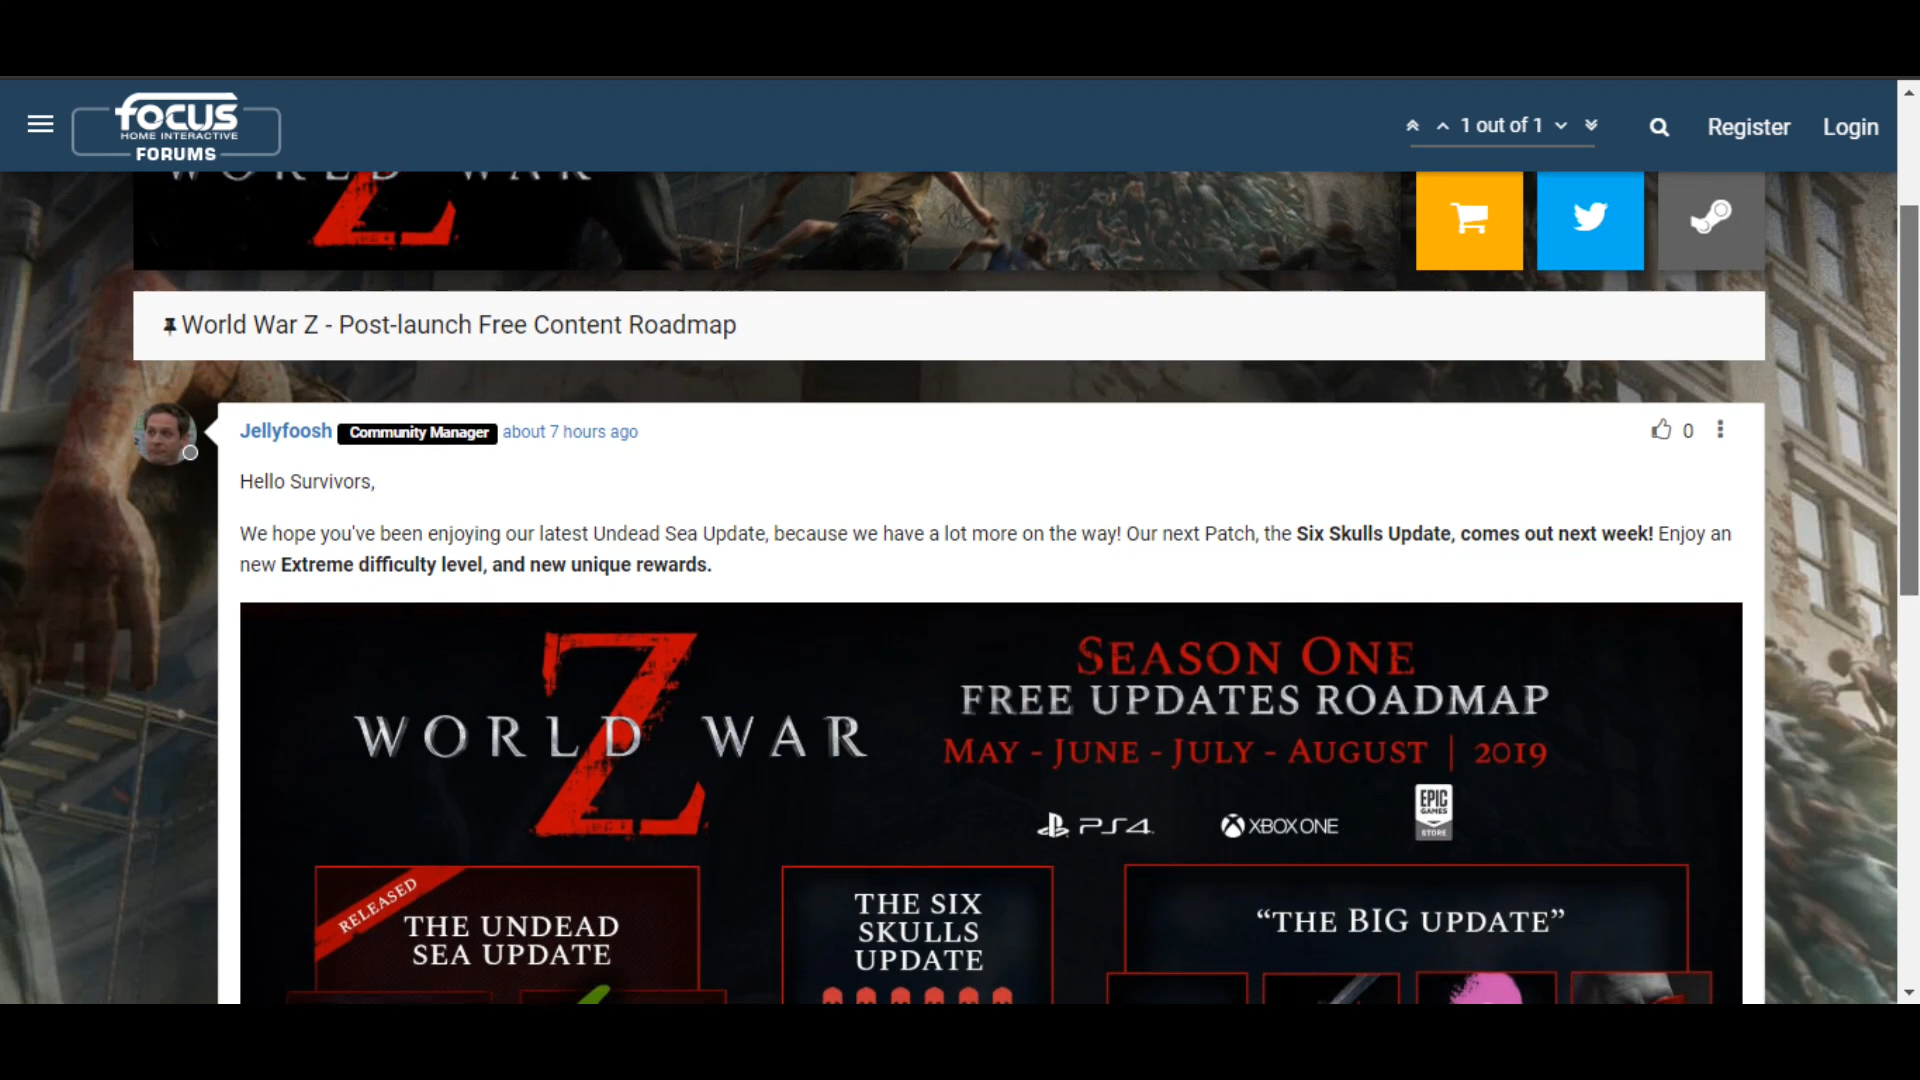 focus
HOME INTERACTIVE
FORUMS
1 out of 1
Register
Login
WORLD WAR
Z
World War Z - Post-launch Free Content Roadmap
Jellyfoosh Community Manager about 7 hours ago
0
Hello Survivors,
We hope you've been enjoying our latest Undead Sea Update, because we have a lot more on the way! Our next Patch, the Six Skulls Update, comes out next week! Enjoy an
new Extreme difficulty level, and new unique rewards.
WORLD WAR
Z
SEASON ONE
FREE UPDATES ROADMAP
MAY - JUNE - JULY - AUGUST | 2019
PS4
XBOX ONE
EPIC
GAMES
STORE
RELEASED
THE UNDEAD
SEA UPDATE
THE SIX
SKULLS
UPDATE
“THE BIG UPDATE”